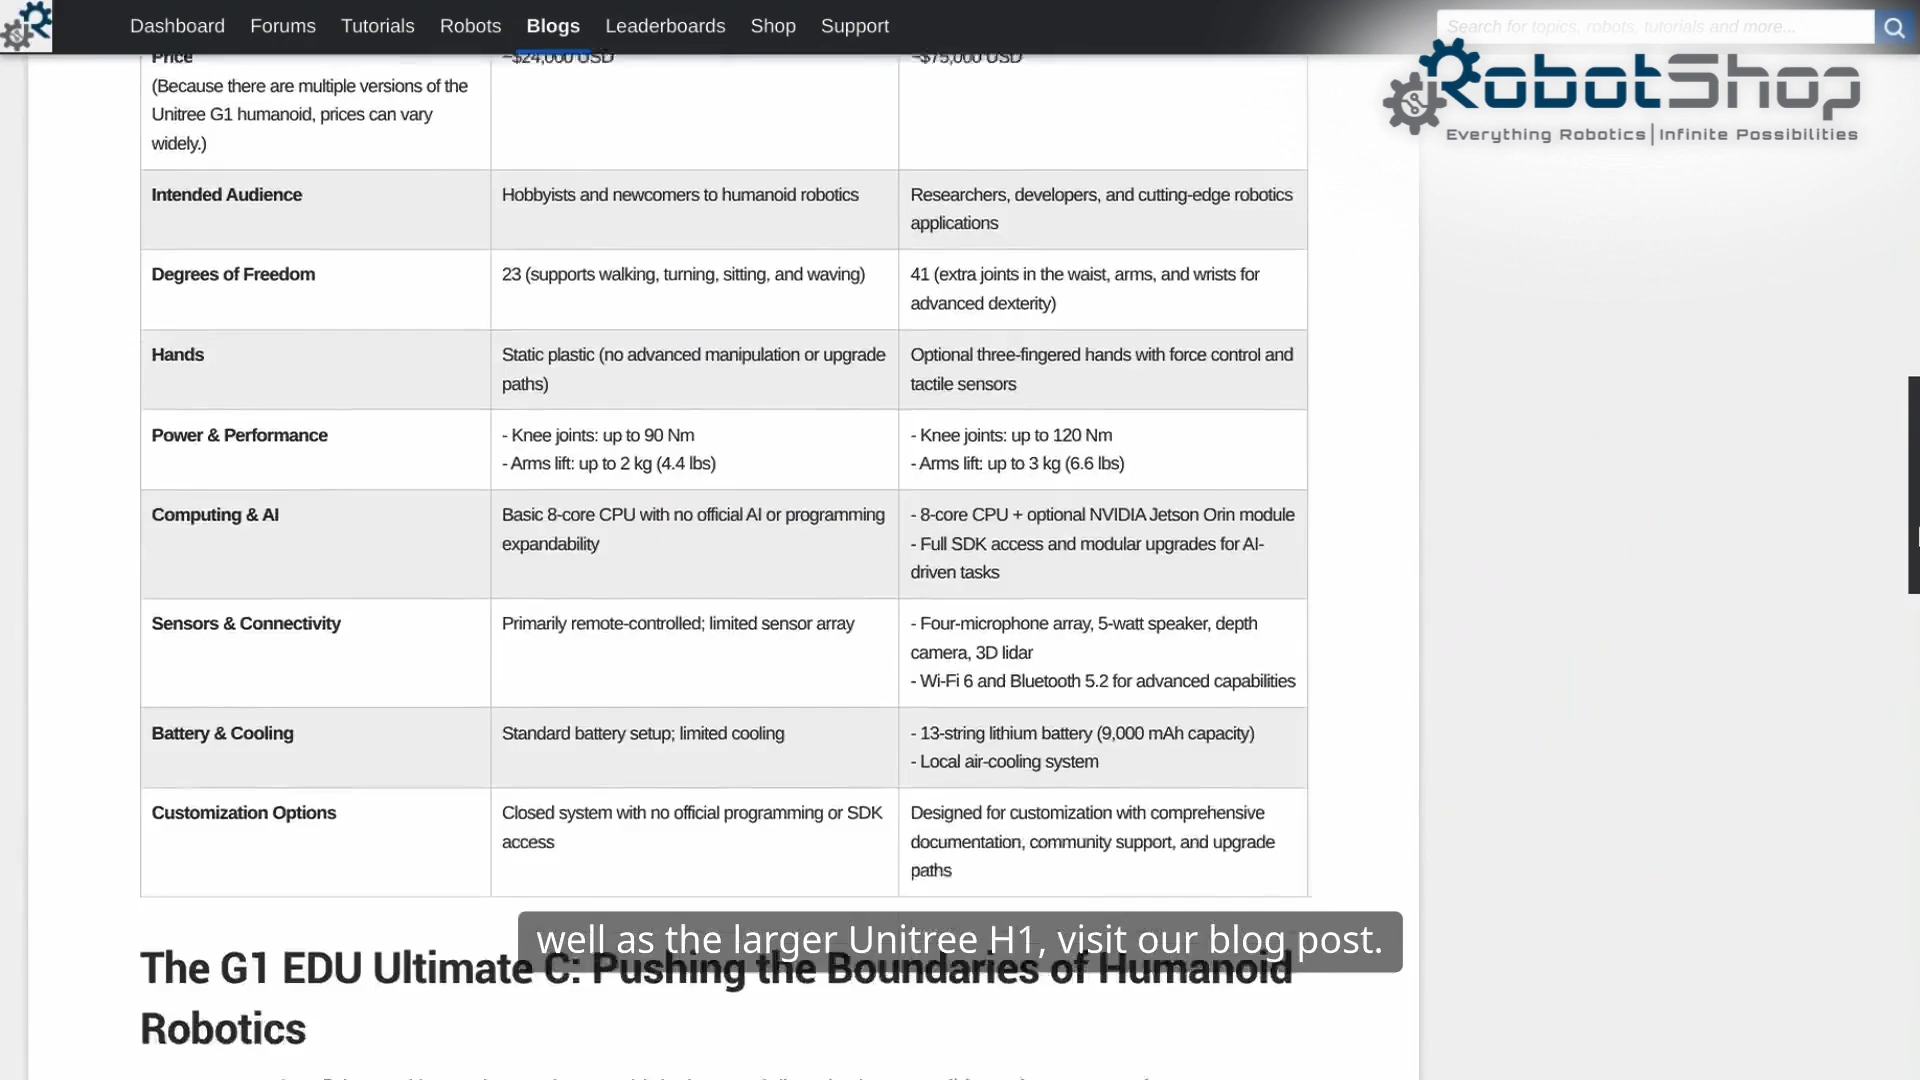 Dashboard Forums Tutorials Robots Blogs Leaderboards Shop Support
Search for topics, robots, tutorials and more...
RobotShop
Everything Robotics | Infinite Possibilities
Price
~$24,000 USD
~$75,000 USD
(Because there are multiple versions of the
Unitree G1 humanoid, prices can vary
widely.)
Intended Audience
Hobbyists and newcomers to humanoid robotics
Researchers, developers, and cutting-edge robotics
applications
Degrees of Freedom
23 (supports walking, turning, sitting, and waving)
41 (extra joints in the waist, arms, and wrists for
advanced dexterity)
Hands
Static plastic (no advanced manipulation or upgrade
paths)
Optional three-fingered hands with force control and
tactile sensors
Power & Performance
- Knee joints: up to 90 Nm
- Arms lift: up to 2 kg (4.4 lbs)
- Knee joints: up to 120 Nm
- Arms lift: up to 3 kg (6.6 lbs)
Computing & AI
Basic 8-core CPU with no official AI or programming
expandability
- 8-core CPU + optional NVIDIA Jetson Orin module
- Full SDK access and modular upgrades for AI-
driven tasks
Sensors & Connectivity
Primarily remote-controlled; limited sensor array
- Four-microphone array, 5-watt speaker, depth
camera, 3D lidar
- Wi-Fi 6 and Bluetooth 5.2 for advanced capabilities
Battery & Cooling
Standard battery setup; limited cooling
- 13-string lithium battery (9,000 mAh capacity)
- Local air-cooling system
Customization Options
Closed system with no official programming or SDK
access
Designed for customization with comprehensive
documentation, community support, and upgrade
paths
well as the larger Unitree H1, visit our blog post.
The G1 EDU Ultimate C: Pushing the Boundaries of Humanoid
Robotics